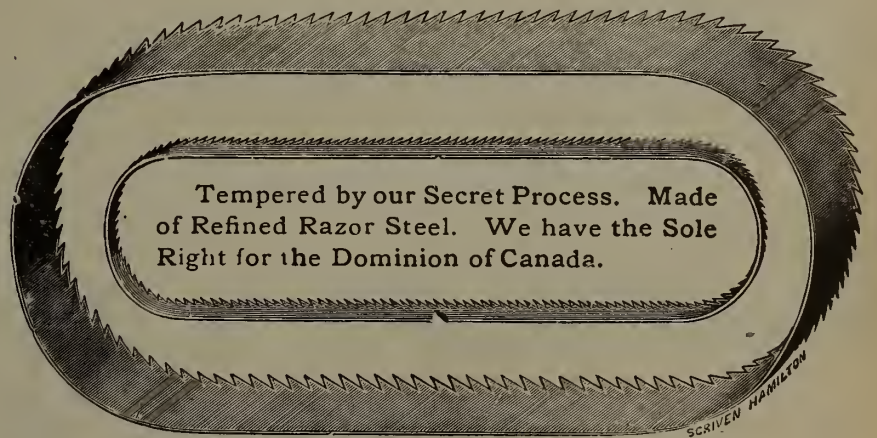 Tempered by our Secret Process. Made
of Refined Razor Steel. We have the Sole
Right for the Dominion of Canada.
SCRIVEN HAMILTON